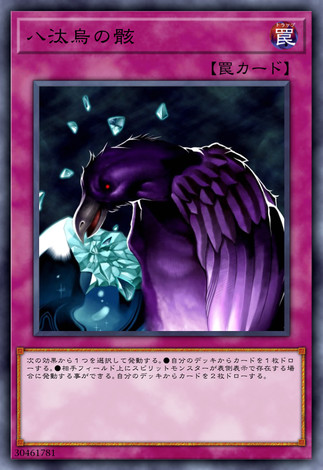 八汰烏の骸
トラップ
罠
【罠カード】
次の効果から１つを選択して発動する。●自分のデッキからカードを１枚ドロ
ーする。●相手フィールド上にスピリットモンスターが表側表示で存在する場
合に発動する事ができる。自分のデッキからカードを２枚ドローする。
30461781